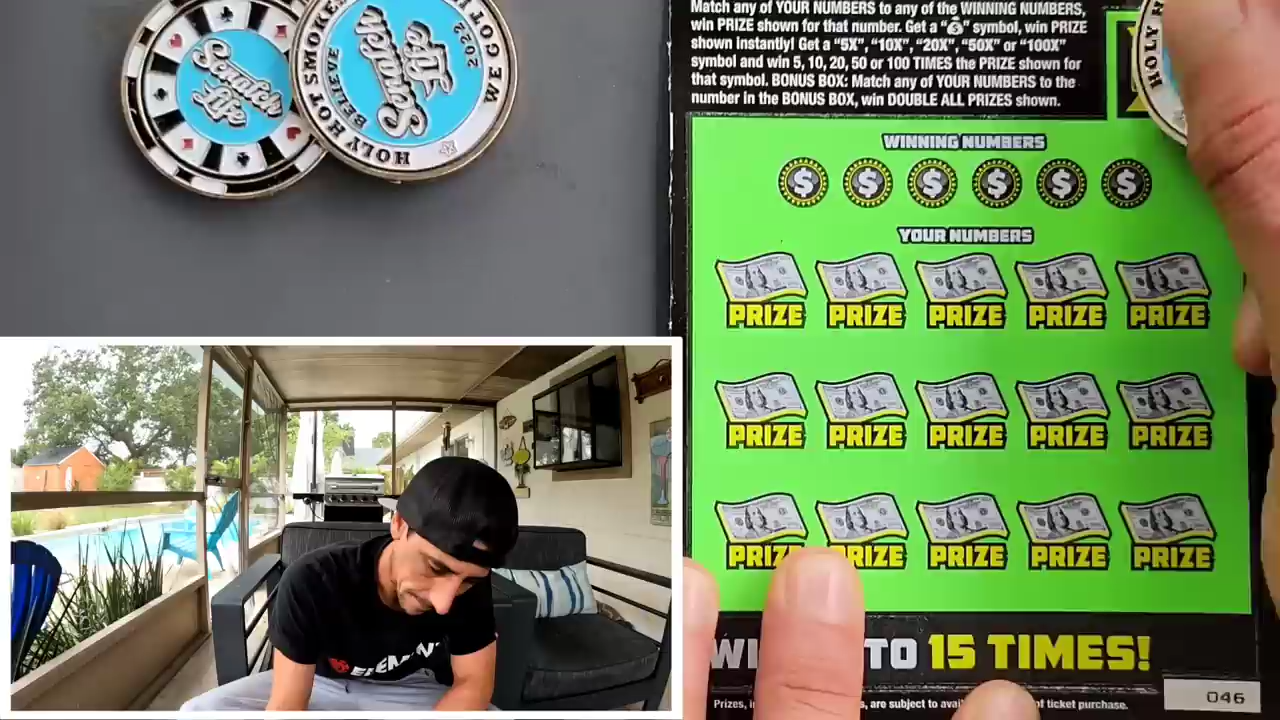 Scratch
Life
HOLY HOT SMOKES
WE GOT
BELIEVE
2022
Scratch
Life
Match any of YOUR NUMBERS to any of the WINNING NUMBERS,
win PRIZE shown for that number. Get a "💰" symbol, win PRIZE
shown instantly! Get a "5X", "10X", "20X", "50X" or "100X"
symbol and win 5, 10, 20, 50 or 100 TIMES the PRIZE shown for
that symbol. BONUS BOX: Match any of YOUR NUMBERS to the
number in the BONUS BOX, win DOUBLE ALL PRIZES shown.
HOLY
WINNING NUMBERS
$ $ $ $ $ $
YOUR NUMBERS
PRIZE PRIZE PRIZE PRIZE PRIZE
PRIZE PRIZE PRIZE PRIZE PRIZE
PRIZE PRIZE PRIZE PRIZE PRIZE
TO 15 TIMES!
046
Prizes, are subject to of ticket purchase.
ELEMENT